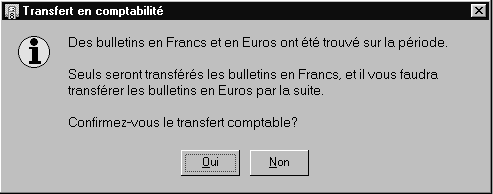 Transfert en comptabilité
Des bulletins en Francs et en Euros ont été trouvé sur la période.
Seuls seront transférés les bulletins en Francs, et il vous faudra
transférer les bulletins en Euros par la suite.
Confirmez-vous le transfert comptable?
Oui
Non